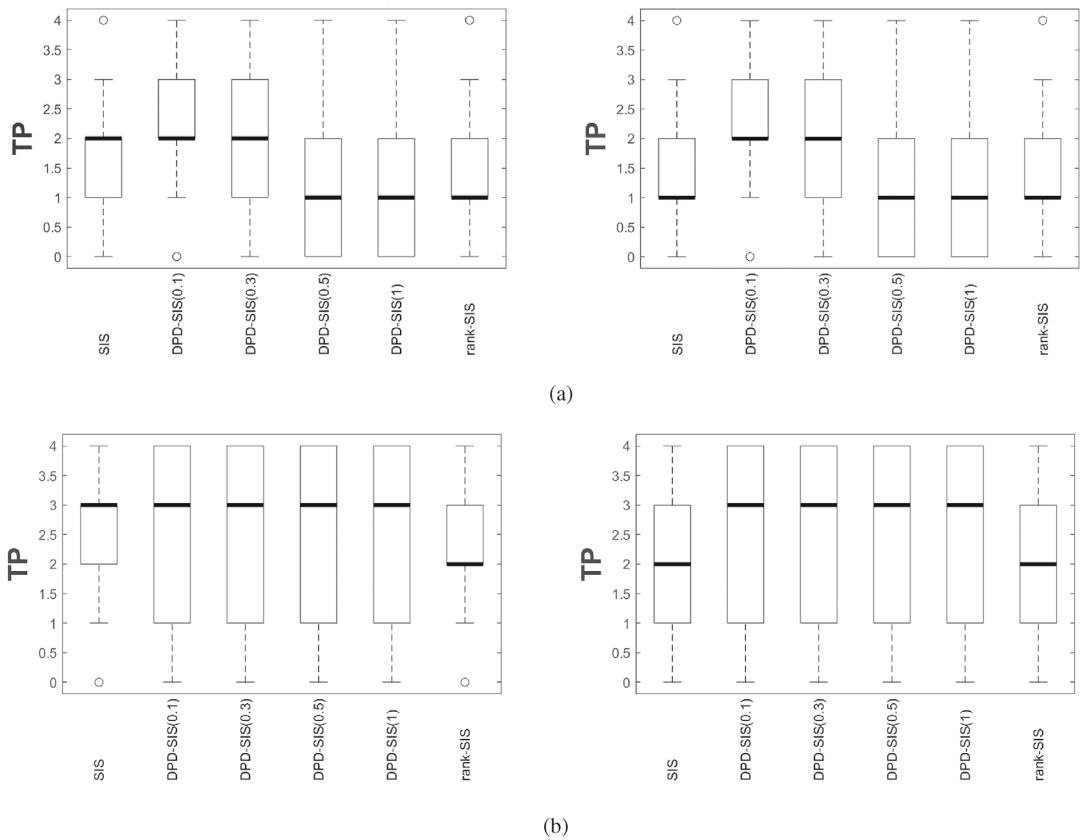 4
3.5
3
2.5
2
1.5
1
0.5
0
TP
SIS
DPD-SIS(0.1)
DPD-SIS(0.3)
DPD-SIS(0.5)
DPD-SIS(1)
rank-SIS
4
3.5
3
2.5
2
1.5
1
0.5
0
TP
SIS
DPD-SIS(0.1)
DPD-SIS(0.3)
DPD-SIS(0.5)
DPD-SIS(1)
rank-SIS
(a)
4
3.5
3
2.5
2
1.5
1
0.5
0
TP
SIS
DPD-SIS(0.1)
DPD-SIS(0.3)
DPD-SIS(0.5)
DPD-SIS(1)
rank-SIS
4
3.5
3
2.5
2
1.5
1
0.5
0
TP
SIS
DPD-SIS(0.1)
DPD-SIS(0.3)
DPD-SIS(0.5)
DPD-SIS(1)
rank-SIS
(b)